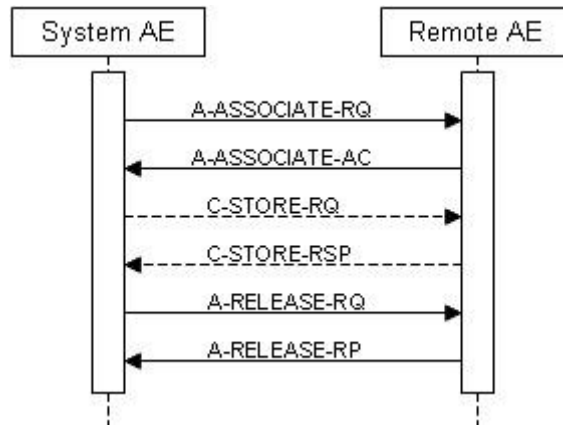 System AE
Remote AE
A-ASSOCIATE-RQ
A-ASSOCIATE-AC
C-STORE-RQ
C-STORE-RSP
A-RELEASE-RQ
A-RELEASE-RP